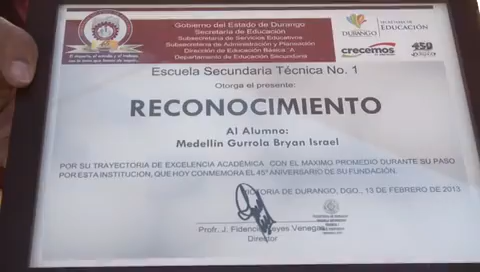 Gobierno del Estado de Durango
Secretaría de Educación
Subsecretaría de Servicios Educativos
Subsecretaría de Administración y Planeación
Dirección de Educación Básica A
Departamento de Educación Secundaria
DURANGO
SECRETARÍA DE
EDUCACIÓN
crecemos
450
Escuela Secundaria Técnica No. 1
Otorga el presente:
RECONOCIMIENTO
Al Alumno:
Medellín Gurrola Bryan Israel
POR SU TRAYECTORIA DE EXCELENCIA ACADÉMICA CON EL MAXIMO PROMEDIO DURANTE SU PASO
POR ESTA INSTITUCION, QUE HOY CONMEMORA EL 45º ANIVERSARIO DE SU FUNDACIÓN.
VICTORIA DE DURANGO, DGO., 13 DE FEBRERO DE 2013
Profr. J. Fidencio Reyes Venegas
Director